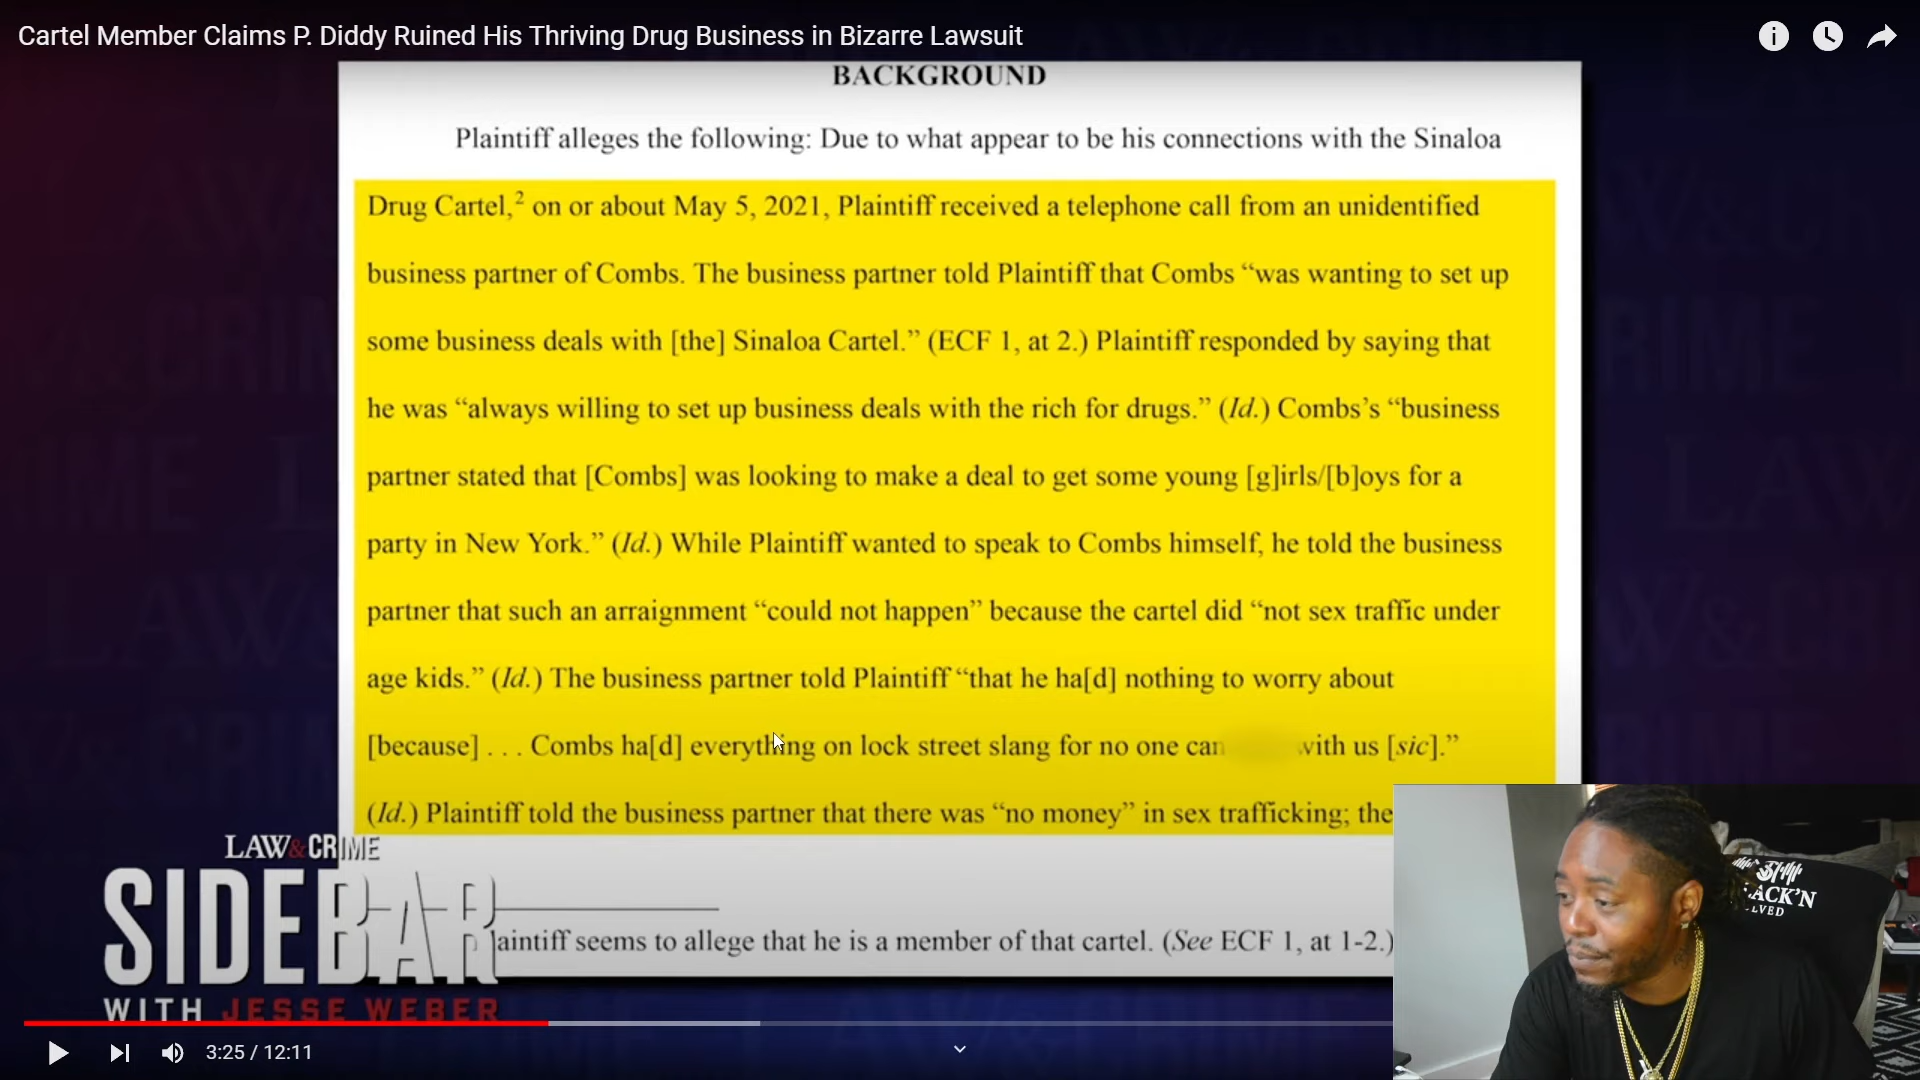 Cartel Member Claims P. Diddy Ruined His Thriving Drug Business in Bizarre Lawsuit
BACKGROUND
Plaintiff alleges the following: Due to what appear to be his connections with the Sinaloa
Drug Cartel,² on or about May 5, 2021, Plaintiff received a telephone call from an unidentified
business partner of Combs. The business partner told Plaintiff that Combs “was wanting to set up
some business deals with [the] Sinaloa Cartel.” (ECF 1, at 2.) Plaintiff responded by saying that
he was “always willing to set up business deals with the rich for drugs.” (Id.) Combs’s “business
partner stated that [Combs] was looking to make a deal to get some young [g]irls/[b]oys for a
party in New York.” (Id.) While Plaintiff wanted to speak to Combs himself, he told the business
partner that such an arraignment “could not happen” because the cartel did “not sex traffic under
age kids.” (Id.) The business partner told Plaintiff “that he ha[d] nothing to worry about
[because] . . . Combs ha[d] everything on lock street slang for no one can with us [sic].”
(Id.) Plaintiff told the business partner that there was “no money” in sex trafficking; the
laintiff seems to allege that he is a member of that cartel. (See ECF 1, at 1-2.)
LAW&CRIME
SIDEBAR
WITH JESSE WEBER
3:25 / 12:11
ACK'N
LVED